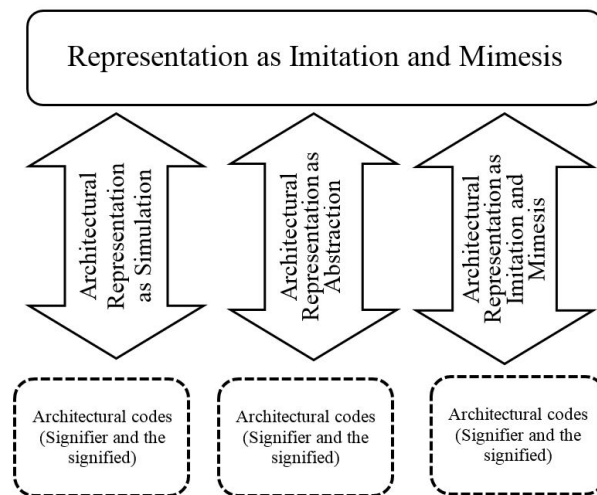 Representation as Imitation and Mimesis
Architectural
Representation
as Simulation
Architectural
Representation as
Abstraction
Architectural
Representation as
Imitation and
Mimesis
Architectural codes
(Signifier and the
signified)
Architectural codes
(Signifier and the
signified)
Architectural codes
(Signifier and the
signified)